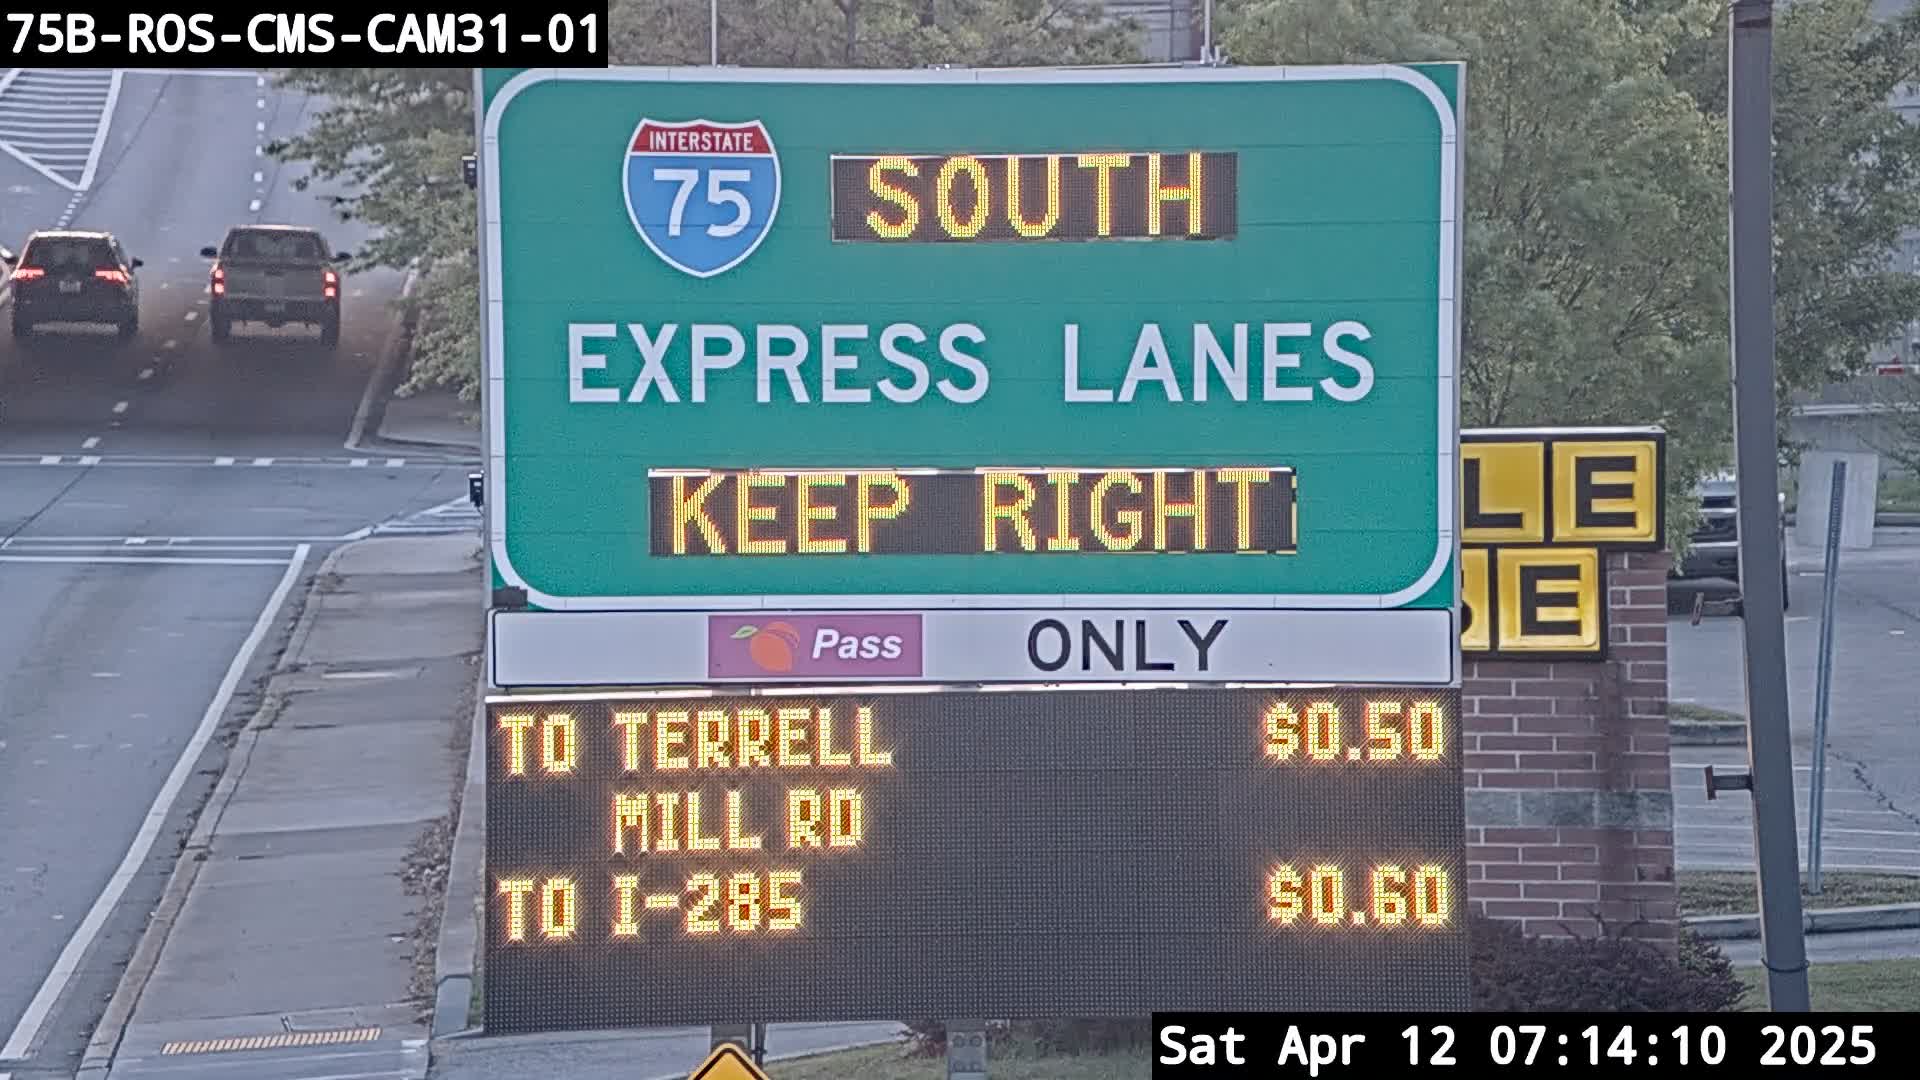 75B-ROS-CMS-CAM31-01
INTERSTATE
75
SOUTH
EXPRESS LANES
KEEP RIGHT
LE
E
Pass ONLY
TO TERRELL $0.50
MILL RD
TO I-285 $0.60
Sat Apr 12 07:14:10 2025